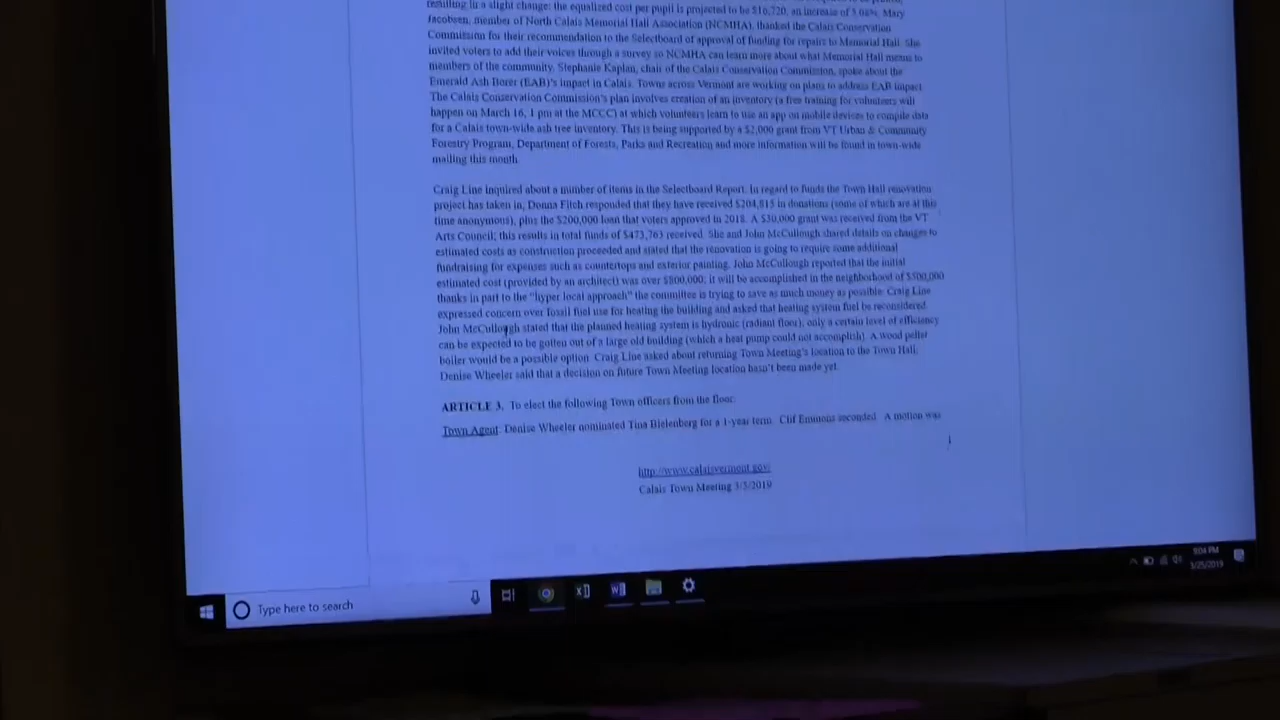 resulting in a slight change: the equalized cost per pupil is projected to be $16,720, an increase of 5.08%. Mary
Jacobsen, member of North Calais Memorial Hall Association (NCMHA), thanked the Calais Conservation
Commission for their recommendation to the Selectboard of approval of funding for repairs to Memorial Hall. She
invited voters to add their voices through a survey so NCMHA can learn more about what Memorial Hall means to
members of the community. Stephanie Kaplan, chair of the Calais Conservation Commission, spoke about the
Emerald Ash Borer (EAB)'s impact in Calais. Towns across Vermont are working on plans to address EAB impact.
The Calais Conservation Commission's plan involves creation of an inventory (a free training for volunteers will
happen on March 16, 1 pm at the MCCC) at which volunteers learn to use an app on mobile devices to compile data
for a Calais town-wide ash tree inventory. This is being supported by a $2,000 grant from VT Urban & Community
Forestry Program, Department of Forests, Parks and Recreation and more information will be found in town-wide
mailing this month.
Craig Line inquired about a number of items in the Selectboard Report. In regard to funds the Town Hall renovation
project has taken in, Donna Fitch responded that they have received $204,815 in donations (some of which are at this
time anonymous), plus the $200,000 loan that voters approved in 2018. A $30,000 grant was received from the VT
Arts Council; this results in total funds of $473,763 received. She and John McCullough shared details on changes to
estimated costs as construction proceeded and stated that the renovation is going to require some additional
fundraising for expenses such as countertops and exterior painting. John McCullough reported that the initial
estimated cost (provided by an architect) was over $800,000; it will be accomplished in the neighborhood of $500,000
thanks in part to the "hyper local approach" the committee is trying to save as much money as possible. Craig Line
expressed concern over fossil fuel use for heating the building and asked that heating system fuel be reconsidered.
John McCullough stated that the planned heating system is hydronic (radiant floor); only a certain level of efficiency
can be expected to be gotten out of a large old building (which a heat pump could not accomplish). A wood pellet
boiler would be a possible option. Craig Line asked about returning Town Meeting's location to the Town Hall.
Denise Wheeler said that a decision on future Town Meeting location hasn't been made yet.
ARTICLE 3. To elect the following Town officers from the floor:
Town Agent. Denise Wheeler nominated Tina Bielenberg for a 1-year term. Clif Emmons seconded. A motion was
http://www.calaisvermont.gov/
Calais Town Meeting 3/5/2019
Type here to search
9:04 PM
3/25/2019